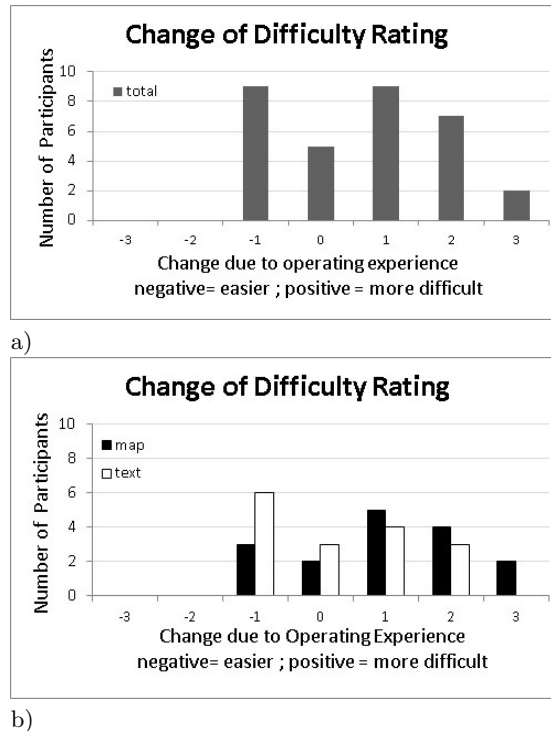 Change of Difficulty Rating
Number of Participants
10
8
6
4
2
0
total
-3 -2 -1 0 1 2 3
Change due to operating experience
negative= easier ; positive = more difficult
a)
Change of Difficulty Rating
Number of Participants
10
8
6
4
2
0
map
text
-3 -2 -1 0 1 2 3
Change due to Operating Experience
negative= easier ; positive = more difficult
b)